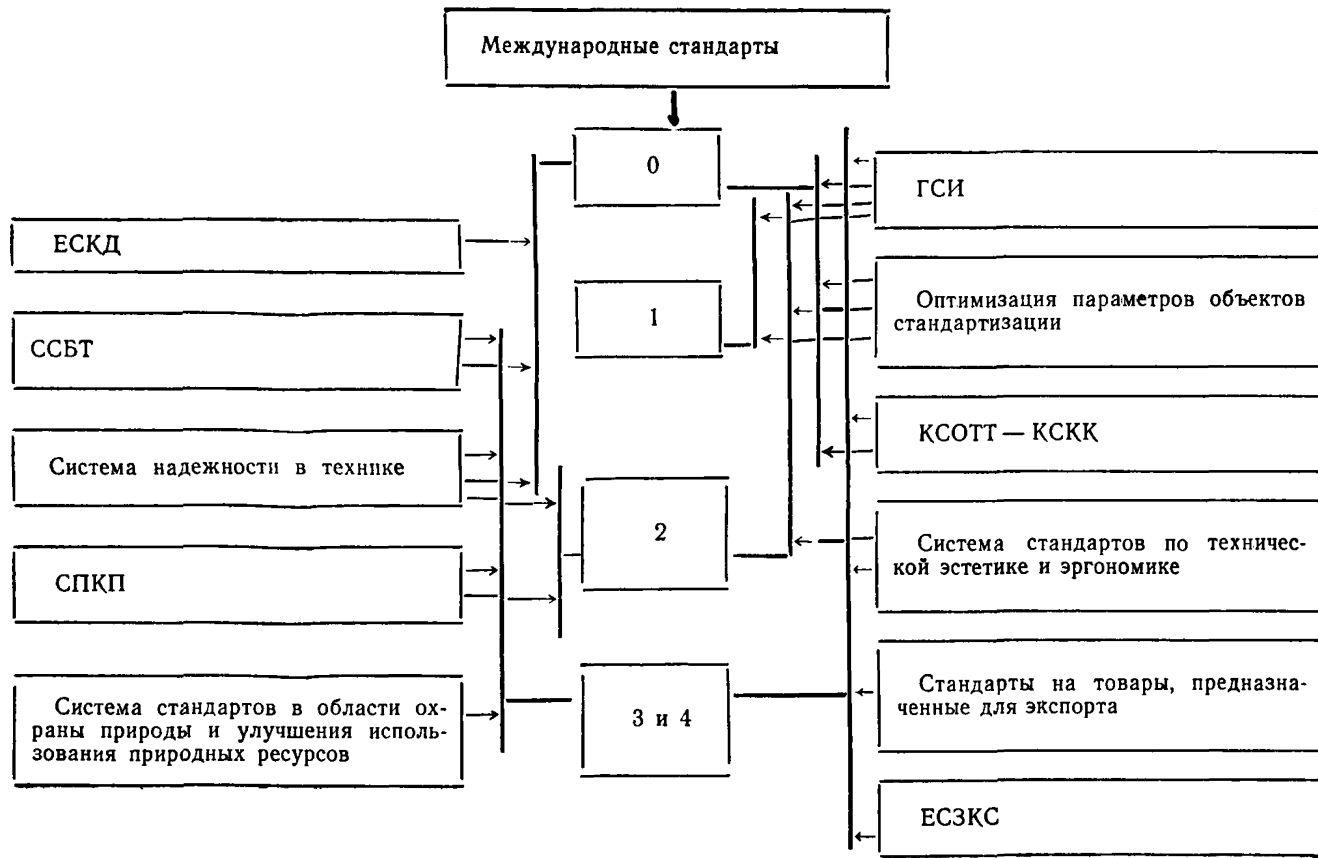 Международные стандарты
0
ГСИ
ЕСКД
1
Оптимизация параметров объектов
стандартизации
ССБТ
КСОТТ — КСКК
Система надежности в технике
2
Система стандартов по техничес-
кой эстетике и эргономике
СПКП
Система стандартов в области ох-
раны природы и улучшения исполь-
зования природных ресурсов
3 и 4
Стандарты на товары, предназна-
ченные для экспорта
ЕСЗКС